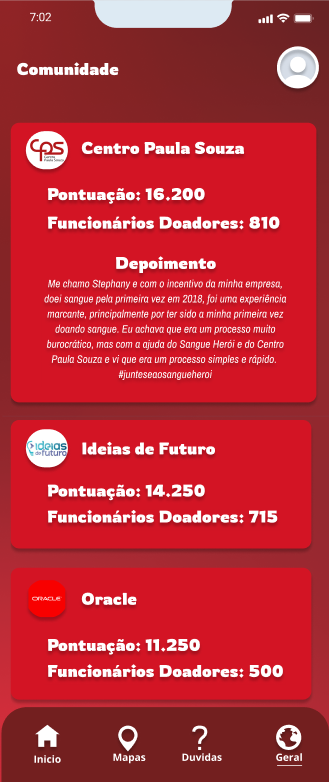 7:02
Comunidade
CPS
Centro
Paula Souza
Centro Paula Souza
Pontuação: 16.200
Funcionários Doadores: 810
Depoimento
Me chamo Stephany e com o incentivo da minha empresa,
doei sangue pela primeira vez em 2018, foi uma experiência
marcante, principalmente por ter sido a minha primeira vez
doando sangue. Eu achava que era um processo muito
burocrático, mas com a ajuda do Sangue Herói e do Centro
Paula Souza e vi que era um processo simples e rápido.
#junteseaosangueheroi
ideias
de futuro
Ideias de Futuro
Pontuação: 14.250
Funcionários Doadores: 715
ORACLE
Oracle
Pontuação: 11.250
Funcionários Doadores: 500
Inicio
Mapas
Duvidas
Geral